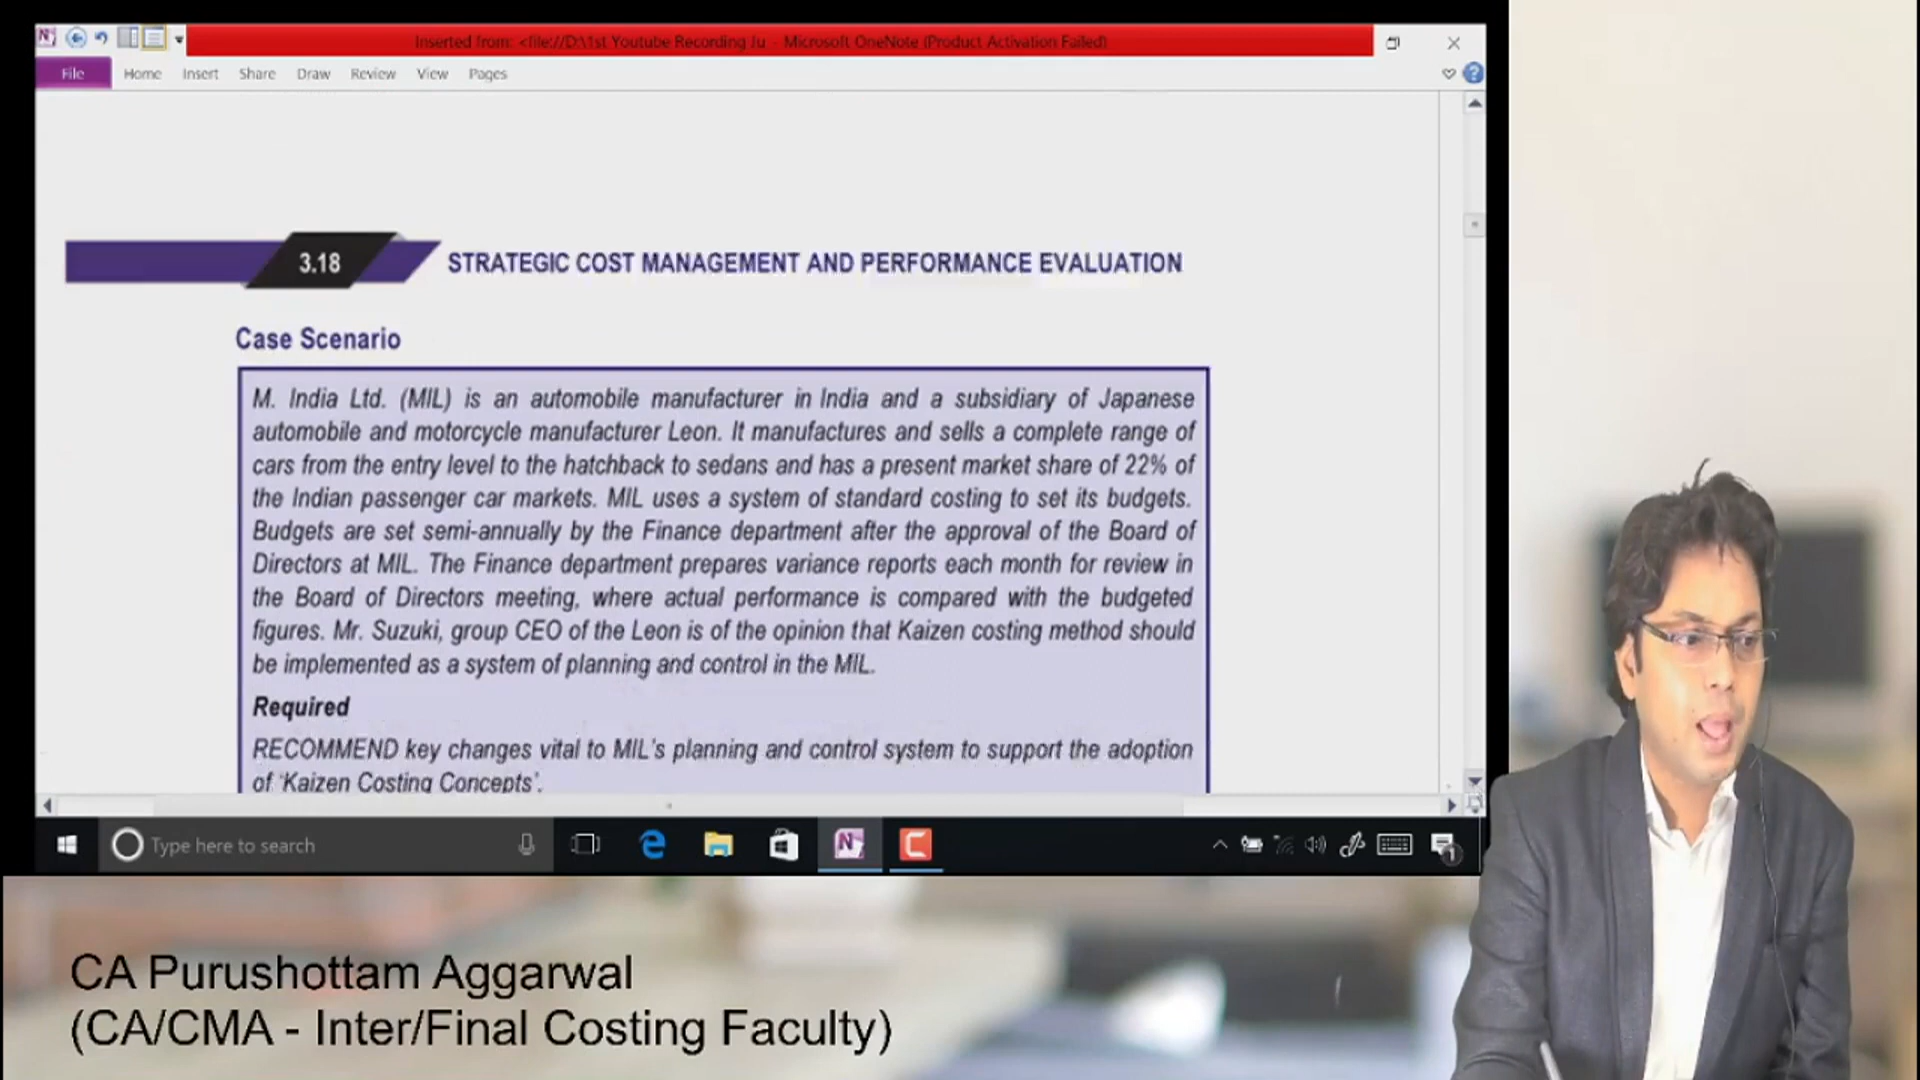 Inserted from: <file://D:\1st Youtube Recording Ju - Microsoft OneNote (Product Activation Failed)
File Home Insert Share Draw Review View Pages
3.18 STRATEGIC COST MANAGEMENT AND PERFORMANCE EVALUATION
Case Scenario
M. India Ltd. (MIL) is an automobile manufacturer in India and a subsidiary of Japanese
automobile and motorcycle manufacturer Leon. It manufactures and sells a complete range of
cars from the entry level to the hatchback to sedans and has a present market share of 22% of
the Indian passenger car markets. MIL uses a system of standard costing to set its budgets.
Budgets are set semi-annually by the Finance department after the approval of the Board of
Directors at MIL. The Finance department prepares variance reports each month for review in
the Board of Directors meeting, where actual performance is compared with the budgeted
figures. Mr. Suzuki, group CEO of the Leon is of the opinion that Kaizen costing method should
be implemented as a system of planning and control in the MIL.
Required
RECOMMEND key changes vital to MIL's planning and control system to support the adoption
of 'Kaizen Costing Concepts'.
Type here to search
1
CA Purushottam Aggarwal
(CA/CMA - Inter/Final Costing Faculty)